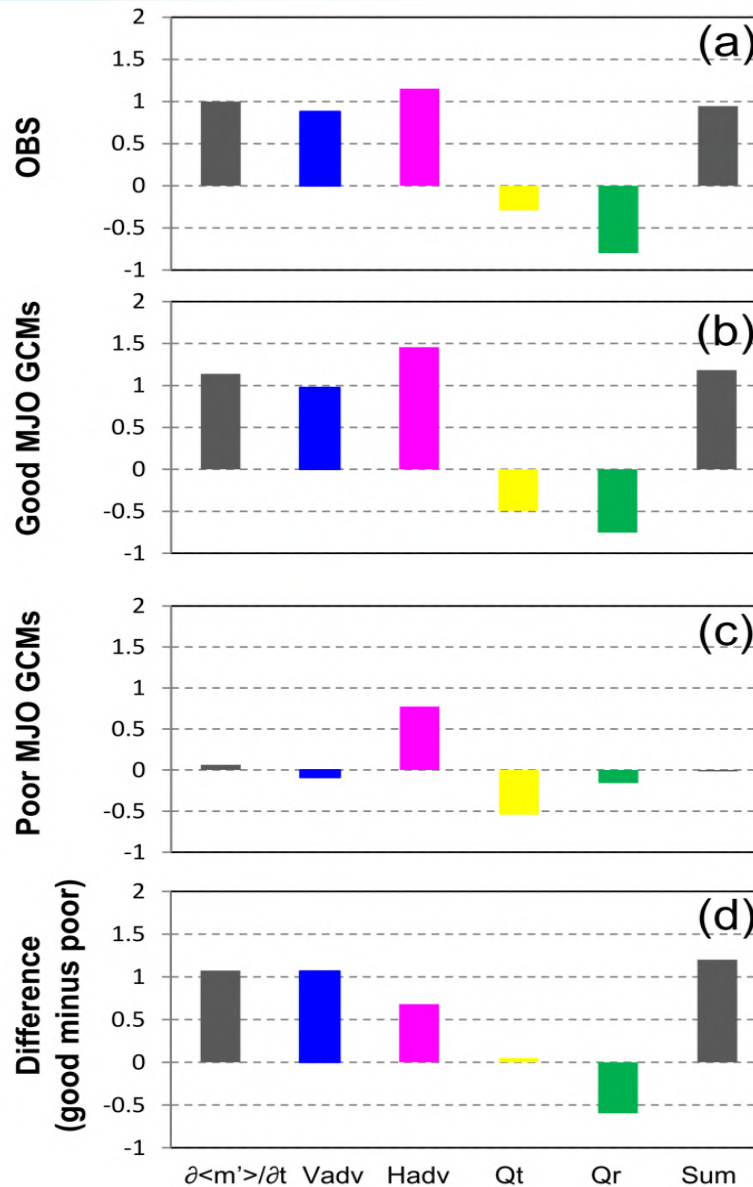 OBS
(a)
2
1.5
1
0.5
0
-0.5
-1
Good MJO GCMs
(b)
2
1.5
1
0.5
0
-0.5
-1
Poor MJO GCMs
(c)
2
1.5
1
0.5
0
-0.5
-1
Difference
(good minus poor)
(d)
2
1.5
1
0.5
0
-0.5
-1
∂<m’>/∂t Vadv Hadv Qt Qr Sum